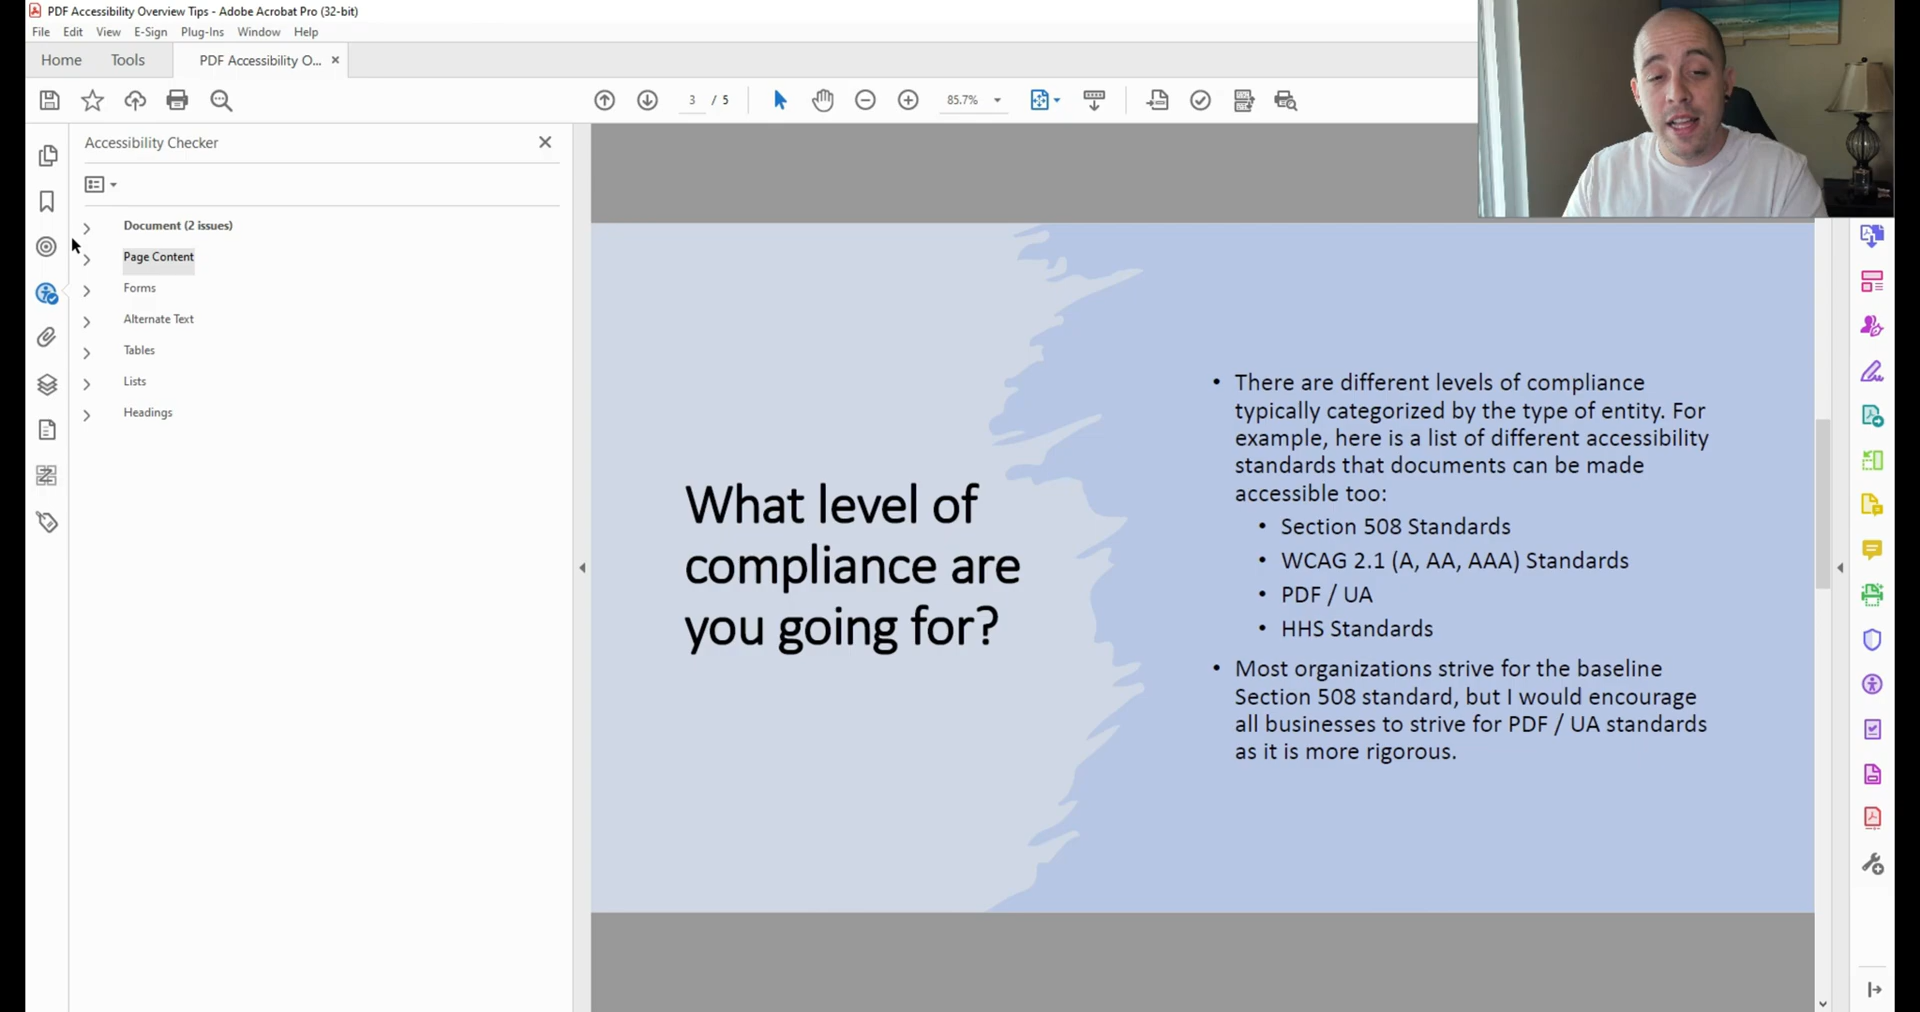 PDF Accessibility Overview Tips - Adobe Acrobat Pro (32-bit)
File Edit View E-Sign Plug-Ins Window Help
Home Tools PDF Accessibility O... ×
3 / 5 85.7%
Accessibility Checker
Document (2 issues)
Page Content
Forms
Alternate Text
Tables
Lists
Headings
What level of
compliance are
you going for?
• There are different levels of compliance
typically categorized by the type of entity. For
example, here is a list of different accessibility
standards that documents can be made
accessible too:
• Section 508 Standards
• WCAG 2.1 (A, AA, AAA) Standards
• PDF / UA
• HHS Standards
• Most organizations strive for the baseline
Section 508 standard, but I would encourage
all businesses to strive for PDF / UA standards
as it is more rigorous.